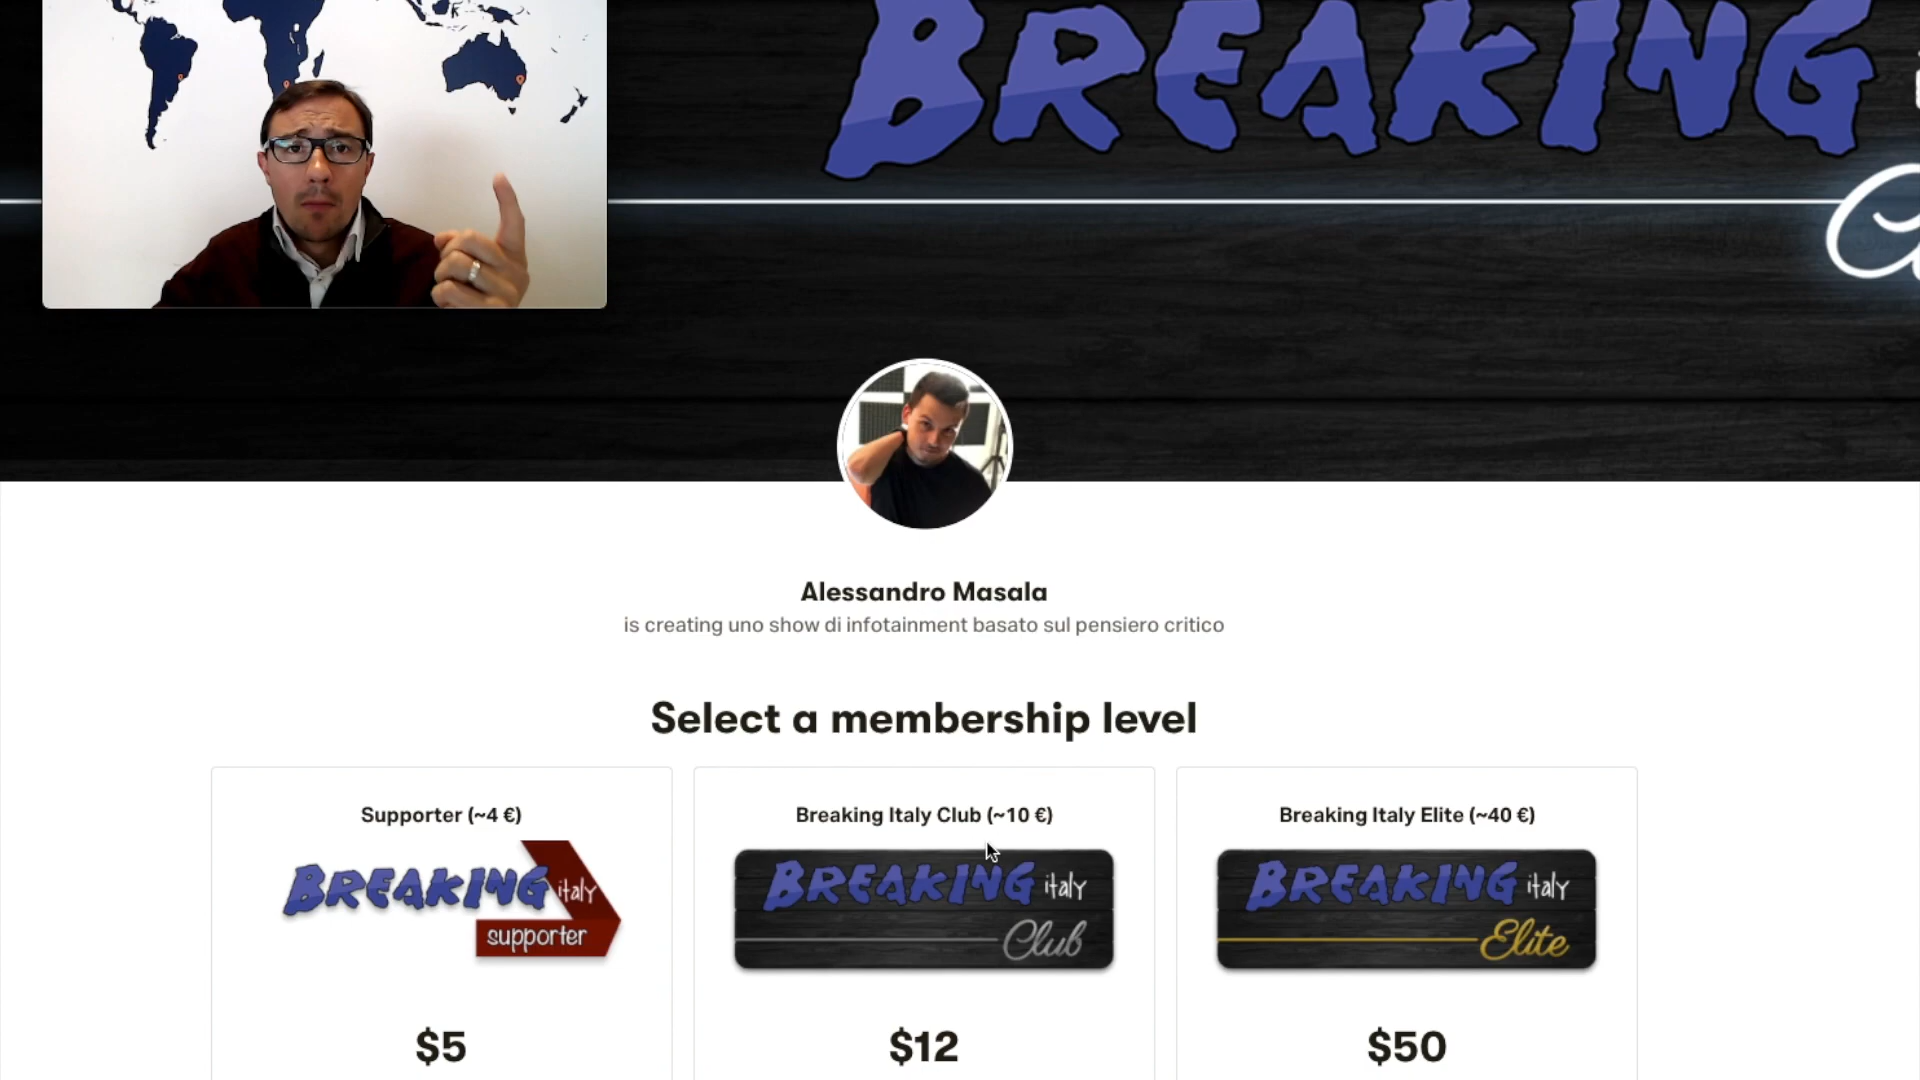 BREAKING
Alessandro Masala
is creating uno show di infotainment basato sul pensiero critico
Select a membership level
Supporter (~4 €)
BREAKING italy
supporter
$5
Breaking Italy Club (~10 €)
BREAKING italy
Club
$12
Breaking Italy Elite (~40 €)
BREAKING italy
Elite
$50